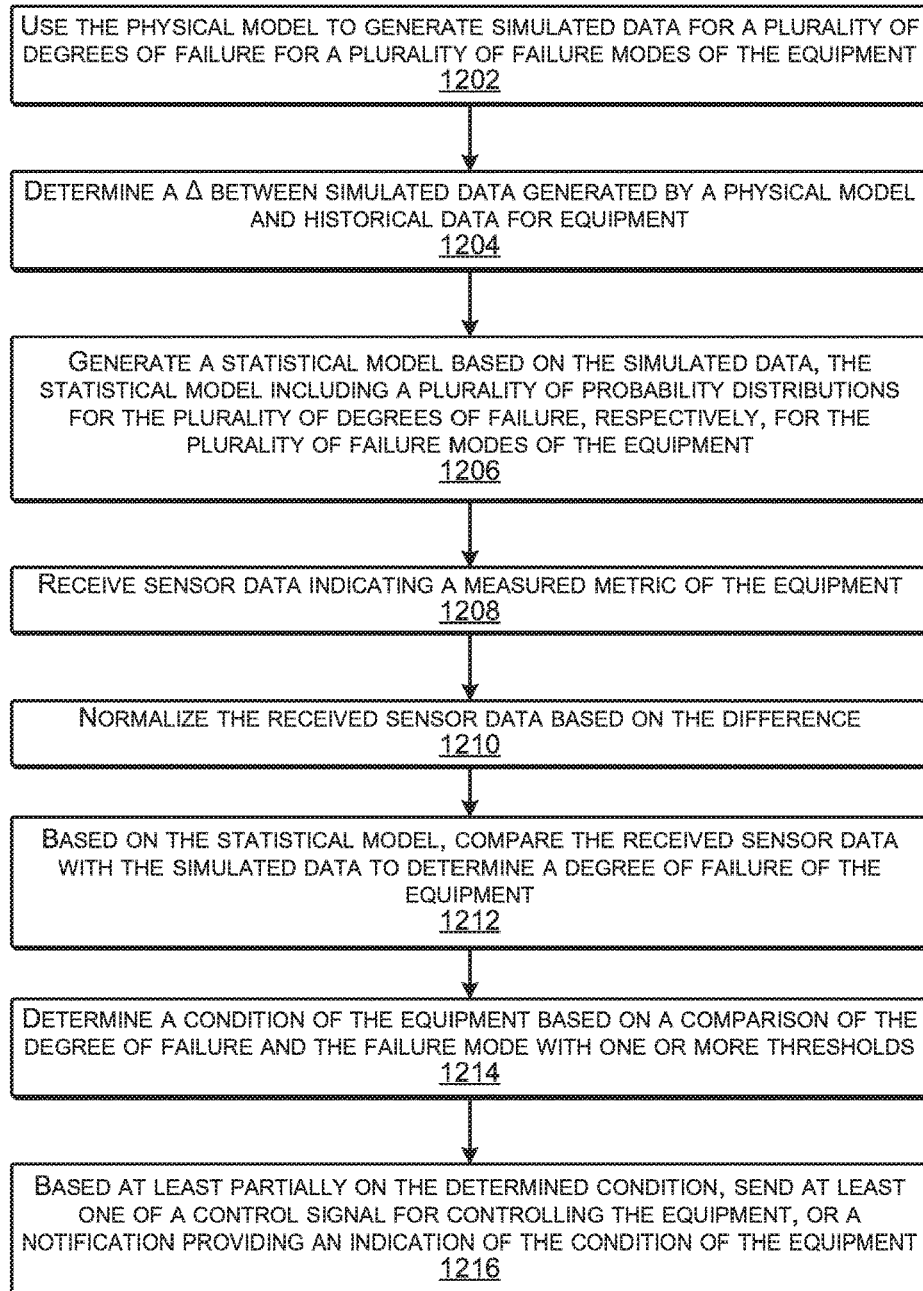 USE THE PHYSICAL MODEL TO GENERATE SIMULATED DATA FOR A PLURALITY OF
DEGREES OF FAILURE FOR A PLURALITY OF FAILURE MODES OF THE EQUIPMENT
1202
DETERMINE A Δ BETWEEN SIMULATED DATA GENERATED BY A PHYSICAL MODEL
AND HISTORICAL DATA FOR EQUIPMENT
1204
GENERATE A STATISTICAL MODEL BASED ON THE SIMULATED DATA, THE
STATISTICAL MODEL INCLUDING A PLURALITY OF PROBABILITY DISTRIBUTIONS
FOR THE PLURALITY OF DEGREES OF FAILURE, RESPECTIVELY, FOR THE
PLURALITY OF FAILURE MODES OF THE EQUIPMENT
1206
RECEIVE SENSOR DATA INDICATING A MEASURED METRIC OF THE EQUIPMENT
1208
NORMALIZE THE RECEIVED SENSOR DATA BASED ON THE DIFFERENCE
1210
BASED ON THE STATISTICAL MODEL, COMPARE THE RECEIVED SENSOR DATA
WITH THE SIMULATED DATA TO DETERMINE A DEGREE OF FAILURE OF THE
EQUIPMENT
1212
DETERMINE A CONDITION OF THE EQUIPMENT BASED ON A COMPARISON OF THE
DEGREE OF FAILURE AND THE FAILURE MODE WITH ONE OR MORE THRESHOLDS
1214
BASED AT LEAST PARTIALLY ON THE DETERMINED CONDITION, SEND AT LEAST
ONE OF A CONTROL SIGNAL FOR CONTROLLING THE EQUIPMENT, OR A
NOTIFICATION PROVIDING AN INDICATION OF THE CONDITION OF THE EQUIPMENT
1216